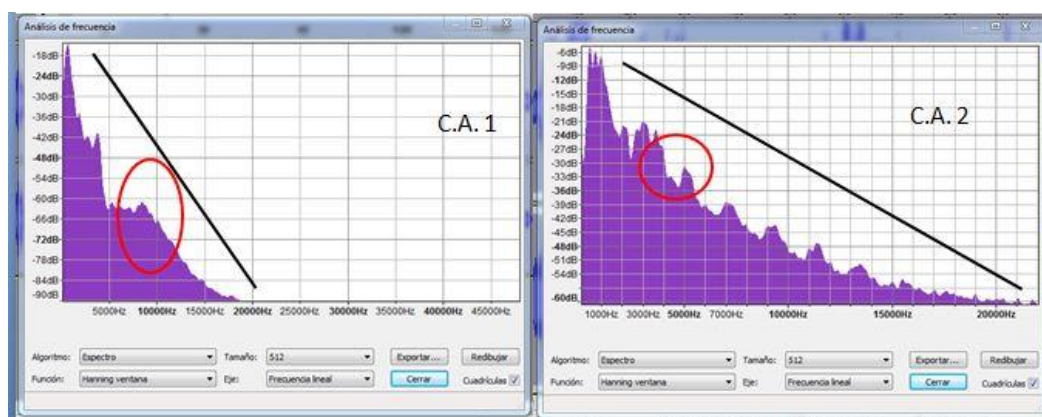 Análisis de frecuencia
-18dB
-24dB
-30dB
-36dB
-42dB
-48dB
-54dB
-60dB
-66dB
-72dB
-78dB
-84dB
-90dB
C.A. 1
5000Hz 10000Hz 15000Hz 20000Hz 25000Hz 30000Hz 35000Hz 40000Hz 45000Hz
Algoritmo: Espectro Tamaño: 512 Exportar... Redibujar
Función: Hanning ventana Eje: Frecuencia lineal Cerrar Cuadrículas
Análisis de frecuencia
-6dB
-9dB
-12dB
-15dB
-18dB
-21dB
-24dB
-27dB
-30dB
-33dB
-36dB
-39dB
-42dB
-45dB
-48dB
-51dB
-54dB
-60dB
C.A. 2
1000Hz 3000Hz 5000Hz 10000Hz 15000Hz 20000Hz
Algoritmo: Espectro Tamaño: 512 Exportar... Redibujar
Función: Hanning ventana Eje: Frecuencia lineal Cerrar Cuadrículas